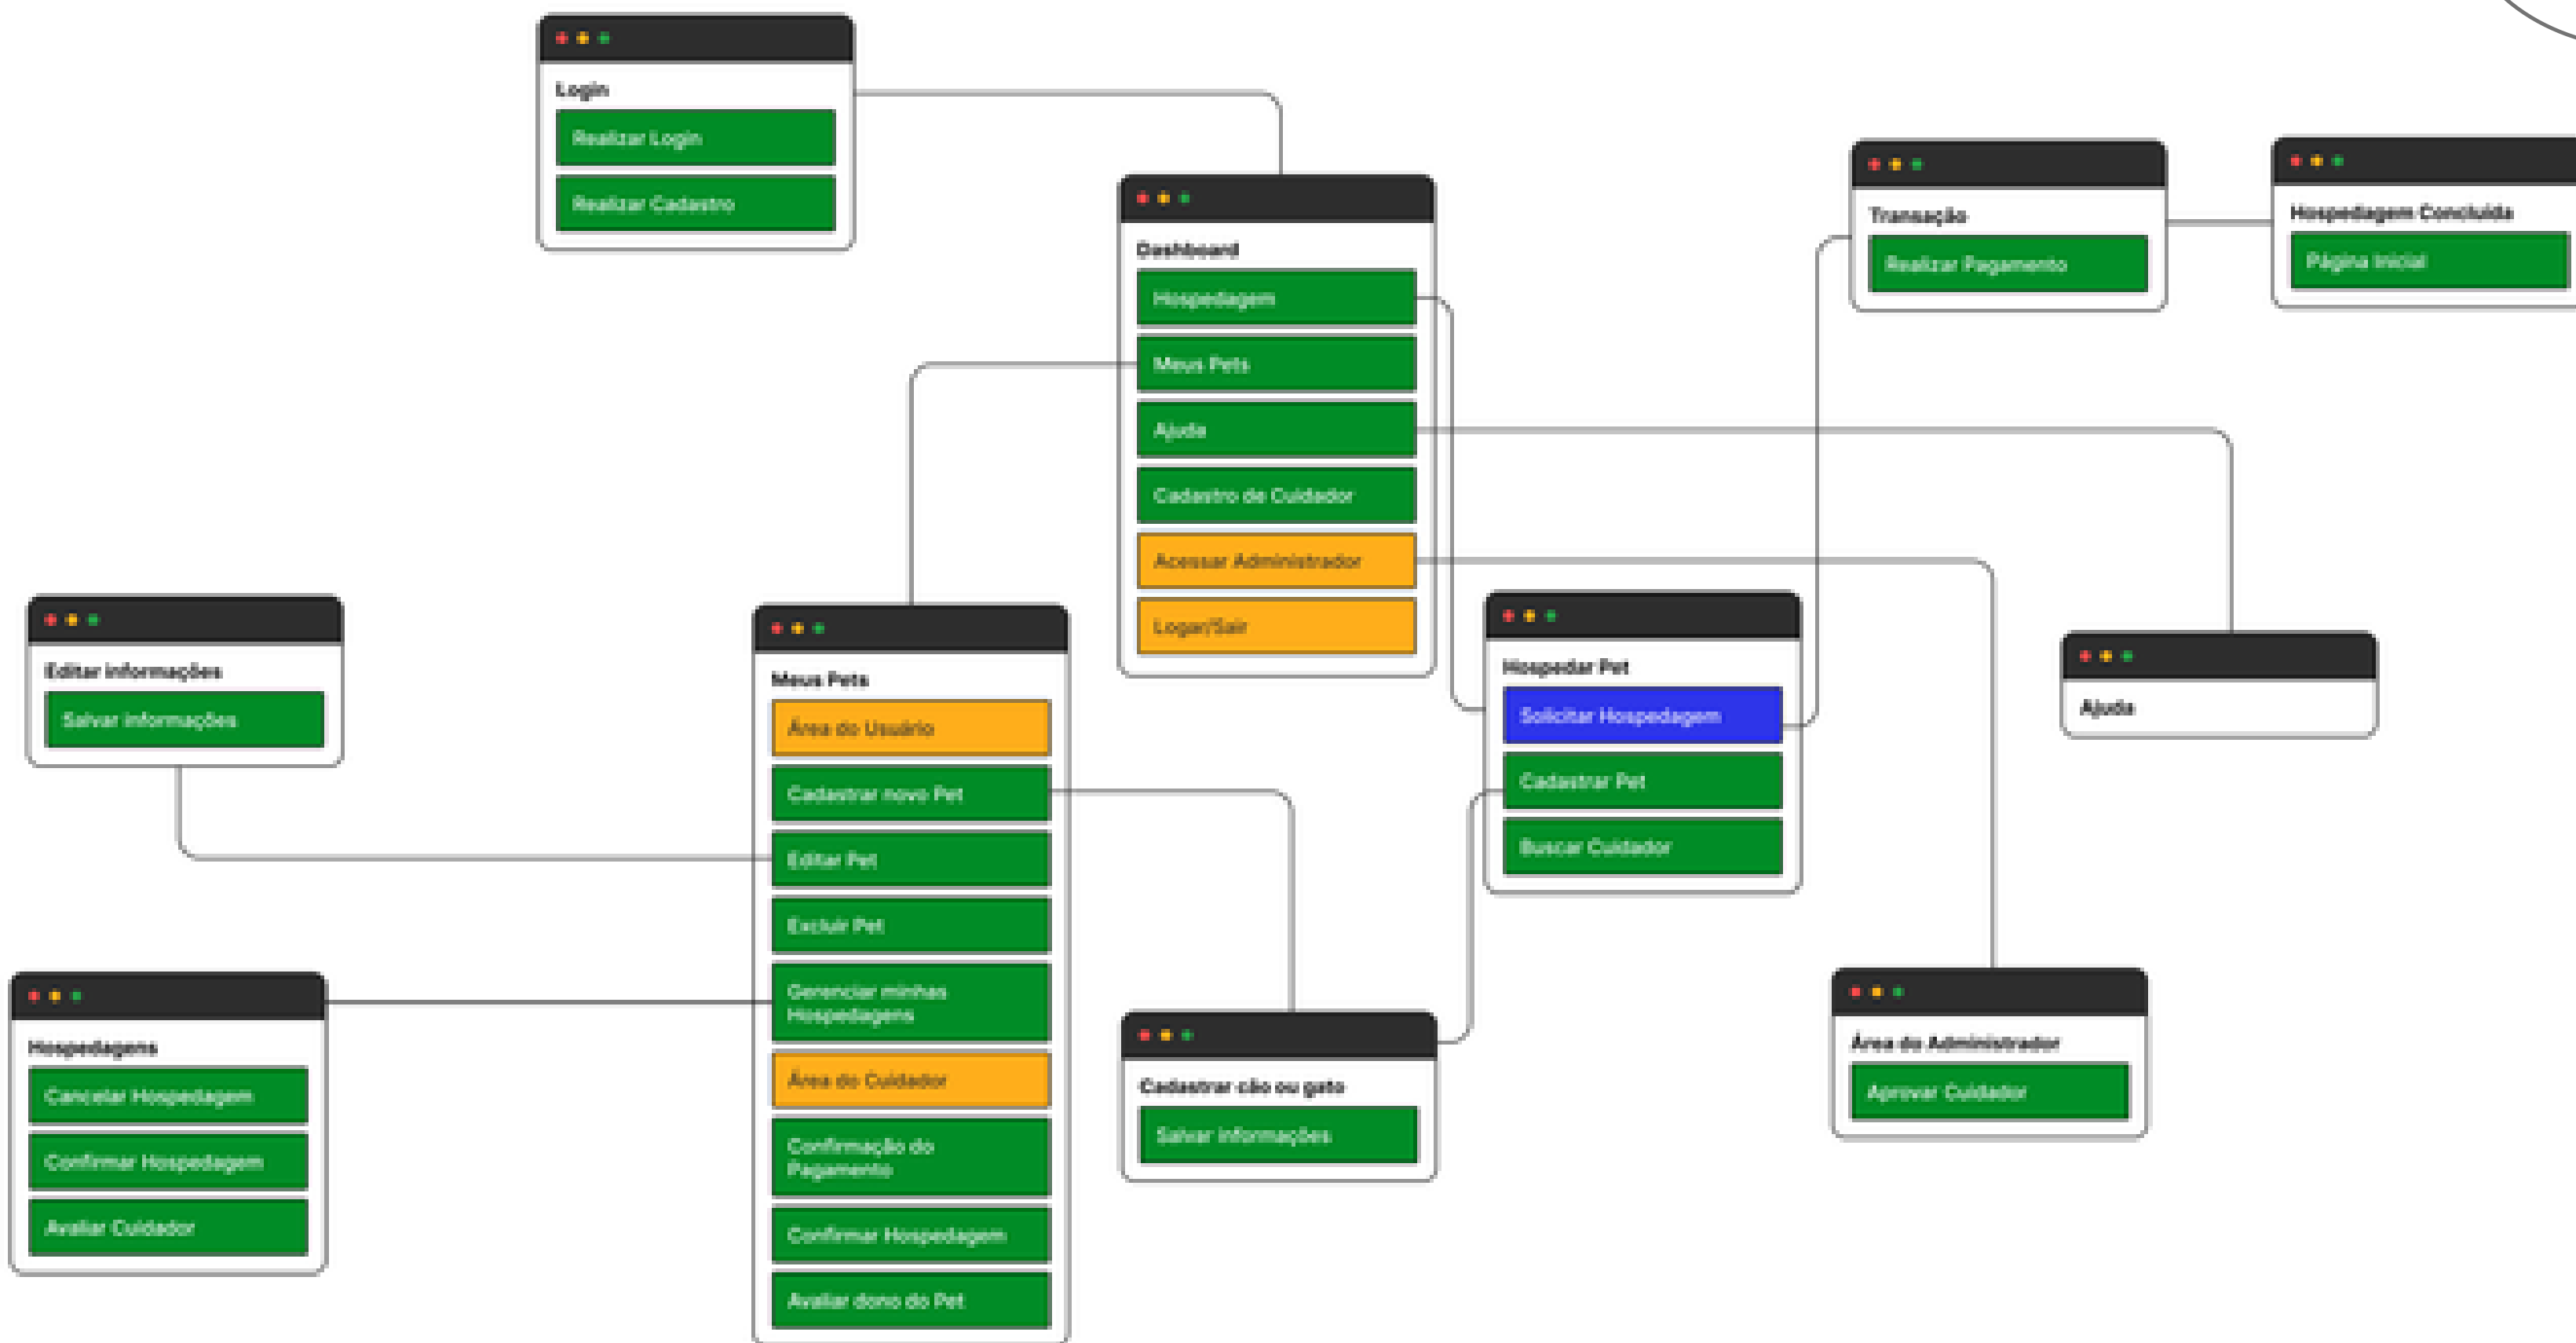 Login
Realizar Login
Realizar Cadastro
Dashboard
Hospedagem
Meus Pets
Ajuda
Cadastro de Cuidador
Acessar Administrador
Logar/Sair
Transação
Realizar Pagamento
Hospedagem Concluída
Página Inicial
Editar informações
Salvar informações
Meus Pets
Área do Usuário
Cadastrar novo Pet
Editar Pet
Excluir Pet
Gerenciar minhas
Hospedagens
Área do Cuidador
Confirmação do
Pagamento
Confirmar Hospedagem
Avaliar dono do Pet
Hospedar Pet
Solicitar Hospedagem
Cadastrar Pet
Buscar Cuidador
Ajuda
Hospedagens
Cancelar Hospedagem
Confirmar Hospedagem
Avaliar Cuidador
Cadastrar cão ou gato
Salvar informações
Área do Administrador
Aprovar Cuidador